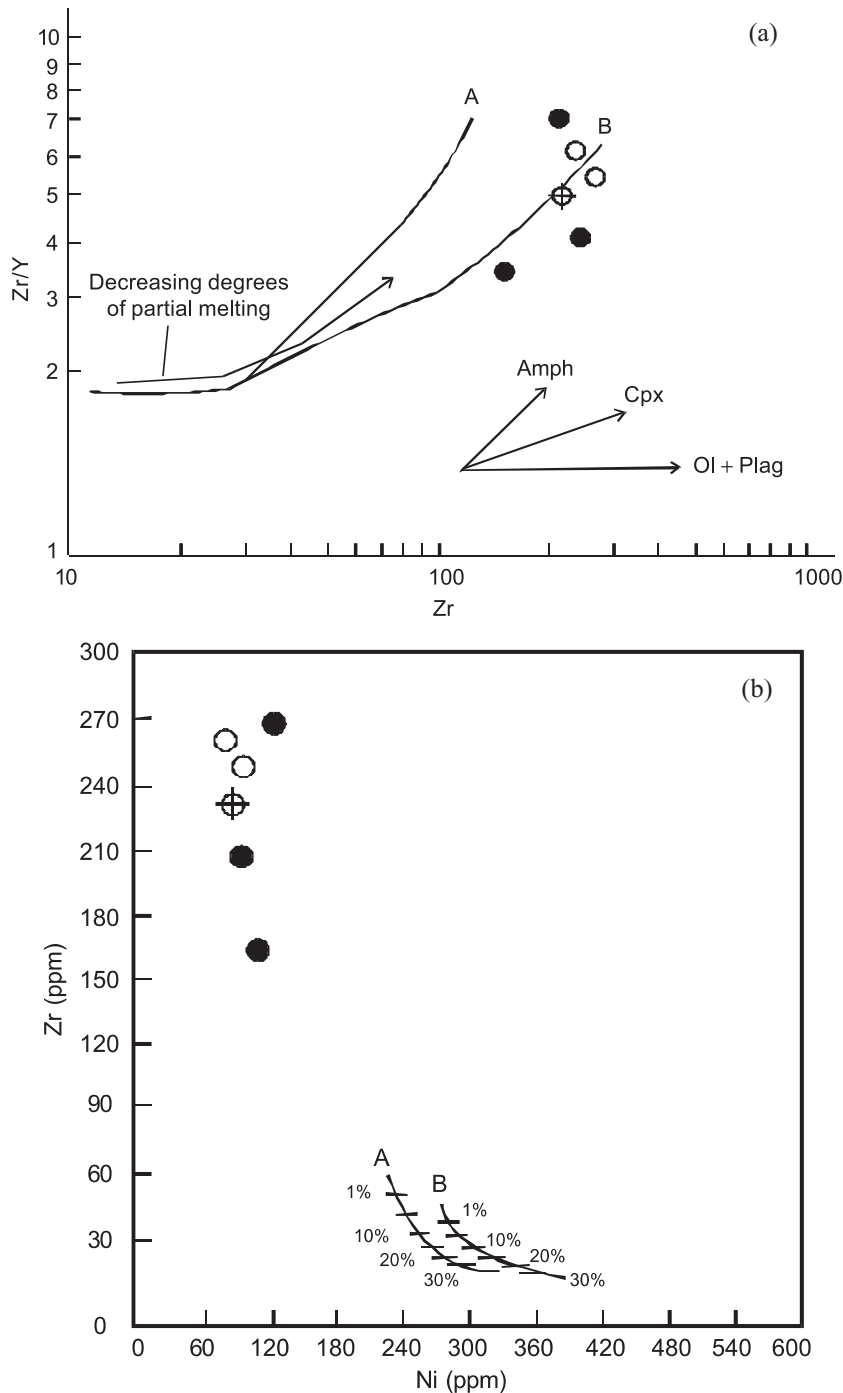 (a)
10
9
8
7
6
5
4
3
2
1
Zr/Y
A
B
Decreasing degrees
of partial melting
Amph
Cpx
Ol + Plag
10
100
1000
Zr
(b)
300
270
240
210
180
150
120
90
60
30
0
Zr (ppm)
A
B
1%
1%
10%
10%
20%
20%
30%
30%
0
60
120
180
240
300
360
420
480
540
600
Ni (ppm)